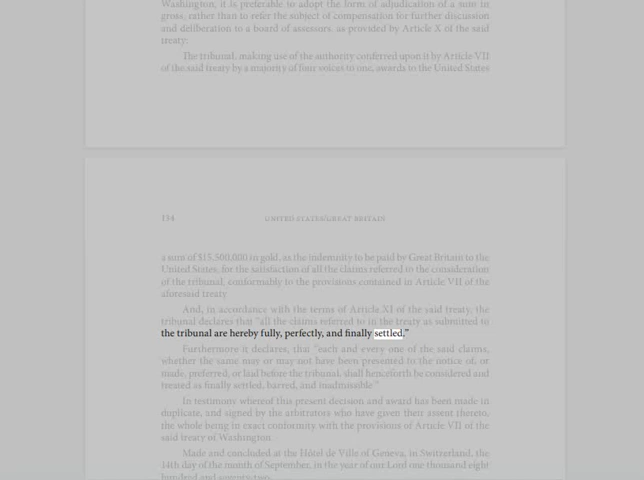 Washington, it is preferable to adopt the form of adjudication of a sum in
gross, rather than to refer the subject of compensation for further discussion
and deliberation to a board of assessors, as provided by Article X of the said
treaty:
The tribunal, making use of the authority conferred upon it by Article VII
of the said treaty by a majority of four voices to one, awards to the United States
134
UNITED STATES/GREAT BRITAIN
a sum of $15,500,000 in gold, as the indemnity to be paid by Great Britain to the
United States, for the satisfaction of all the claims referred to the consideration
of the tribunal, conformably to the provisions contained in Article VII of the
aforesaid treaty
And, in accordance with the terms of Article XI of the said treaty, the
tribunal declares that "all the claims referred to in the treaty as submitted to
the tribunal are hereby fully, perfectly, and finally settled."
Furthermore it declares, that "each and every one of the said claims,
whether the same may or may not have been presented to the notice of, or
made, preferred, or laid before the tribunal, shall henceforth be considered and
treated as finally settled, barred, and inadmissible"
In testimony whereof this present decision and award has been made in
duplicate, and signed by the arbitrators who have given their assent thereto,
the whole being in exact conformity with the provisions of Article VII of the
said treaty of Washington.
Made and concluded at the Hôtel de Ville of Geneva, in Switzerland, the
14th day of the month of September, in the year of our Lord one thousand eight
hundred and seventy-two.